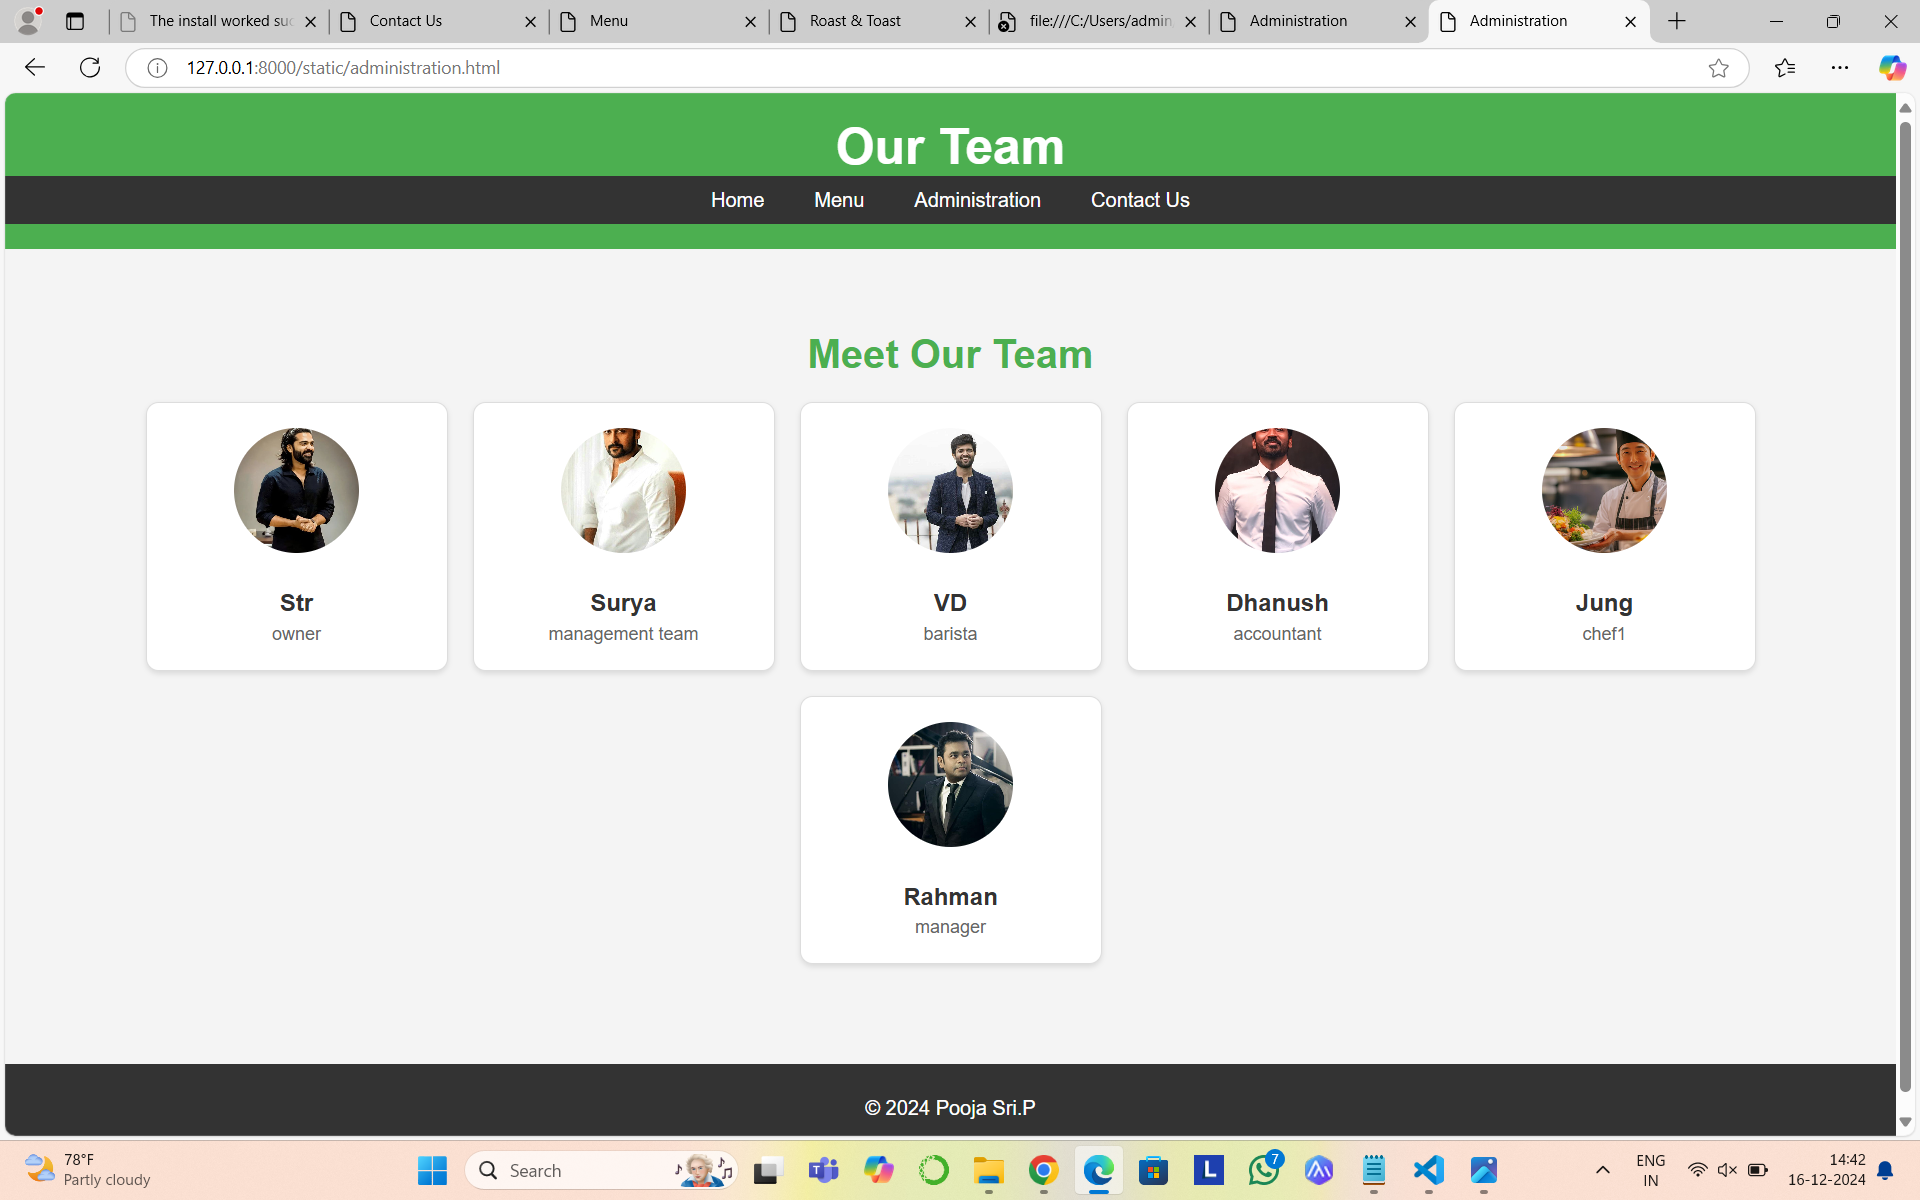 The install worked suc
Contact Us
Menu
Roast & Toast
file:///C:/Users/admin
Administration
Administration
127.0.0.1:8000/static/administration.html
Our Team
Home Menu Administration Contact Us
Meet Our Team
Str
owner
Surya
management team
VD
barista
Dhanush
accountant
Jung
chef1
Rahman
manager
© 2024 Pooja Sri.P
78°F
Partly cloudy
Search
T
L
7
ENG
IN
14:42
16-12-2024